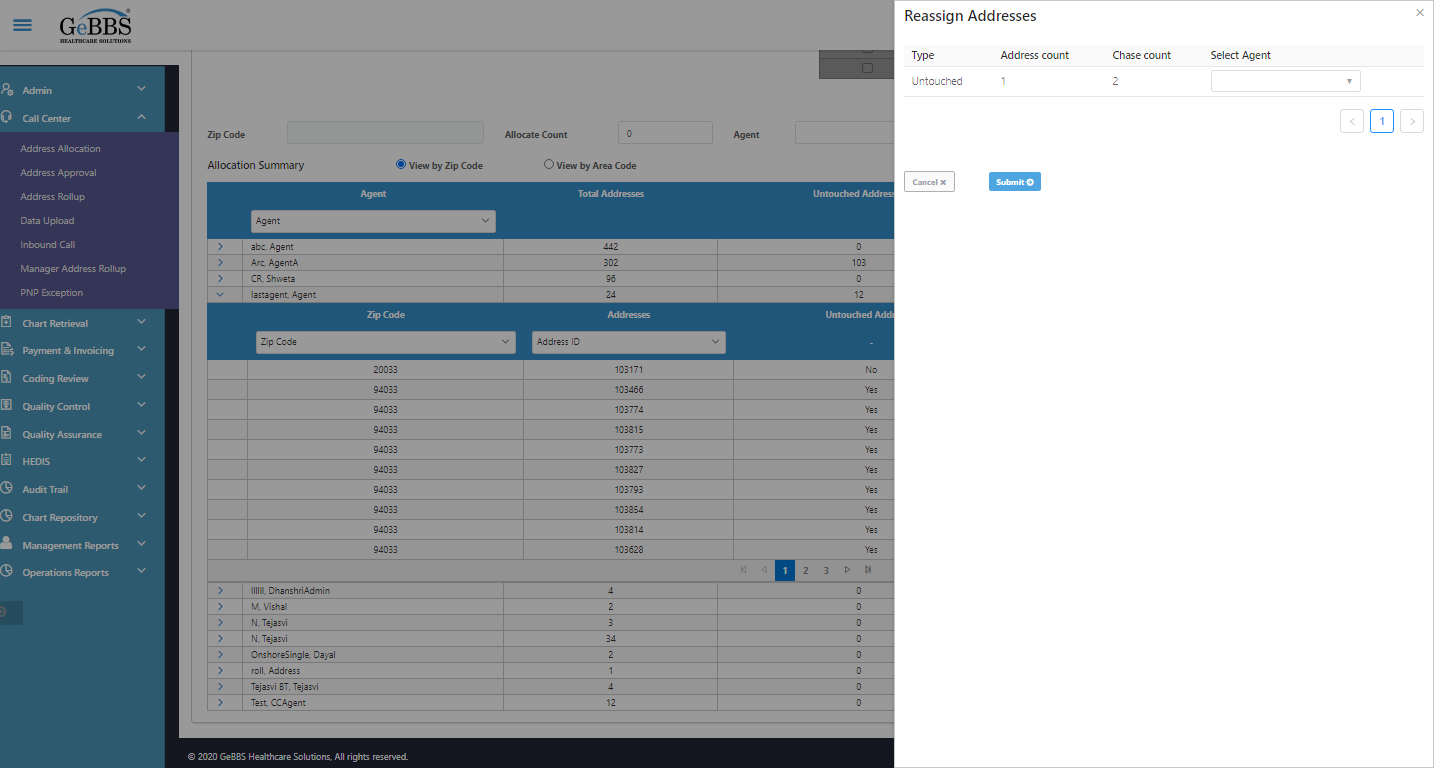 GeBBS
HEALTHCARE SOLUTIONS
Admin
Call Center
Address Allocation
Address Approval
Address Rollup
Data Upload
Inbound Call
Manager Address Rollup
PNP Exception
Chart Retrieval
Payment & Invoicing
Coding Review
Quality Control
Quality Assurance
HEDIS
Audit Trail
Chart Repository
Management Reports
Operations Reports
Zip Code Allocate Count 0 Agent
Allocation Summary View by Zip Code View by Area Code
Agent Total Addresses Untouched Address
Agent
abc, Agent 442 0
Arc, AgentA 302 103
CR, Shweta 96 0
lastagent, Agent 24 12
Zip Code Addresses Untouched Addr
Zip Code Address ID -
20033 103171 No
94033 103466 Yes
94033 103774 Yes
94033 103815 Yes
94033 103773 Yes
94033 103827 Yes
94033 103793 Yes
94033 103854 Yes
94033 103814 Yes
94033 103628 Yes
1 2 3
llllll, DhanshriAdmin 4 0
M, Vishal 2 0
N, Tejasvi 3 0
N, Tejasvi 34 0
OnshoreSingle, Dayal 2 0
roll, Address 1 0
Tejasvi BT, Tejasvi 4 0
Test, CCAgent 12 0
© 2020 GeBBS Healthcare Solutions, All rights reserved.
Reassign Addresses
Type Address count Chase count Select Agent
Untouched 1 2
1
Cancel Submit